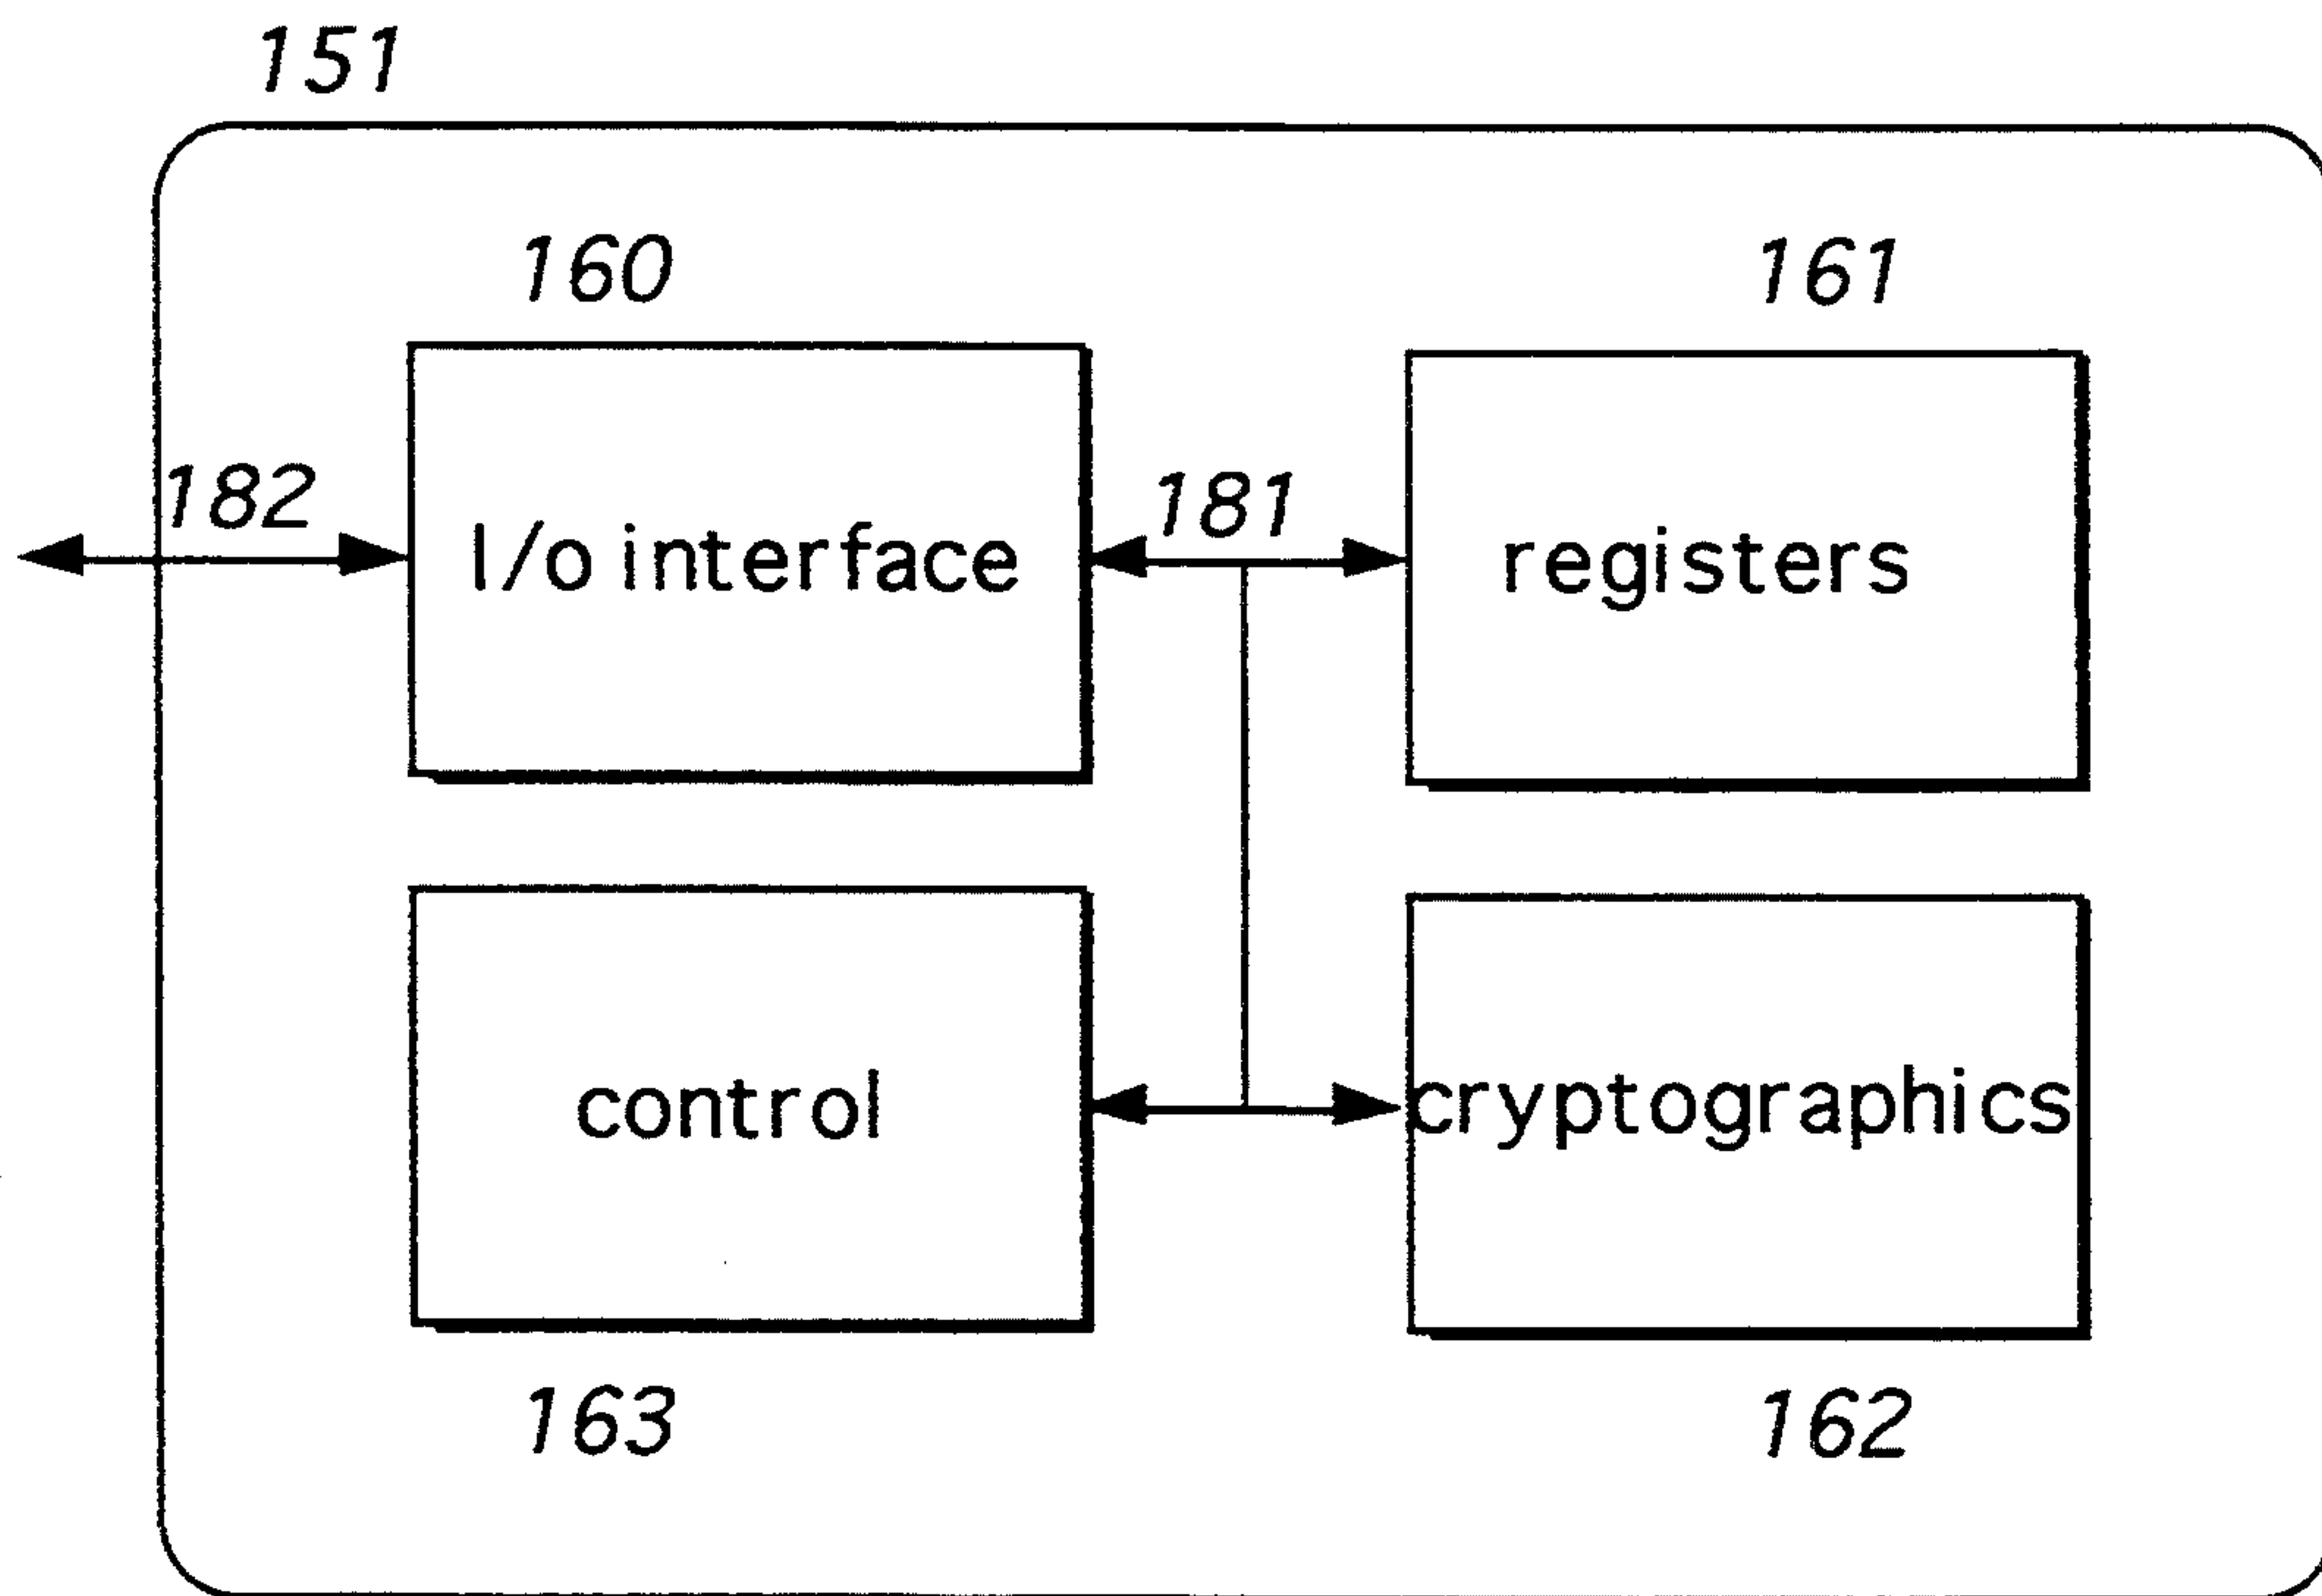 151
160
161
182
181
I/o interface
registers
control
cryptographics
163
162